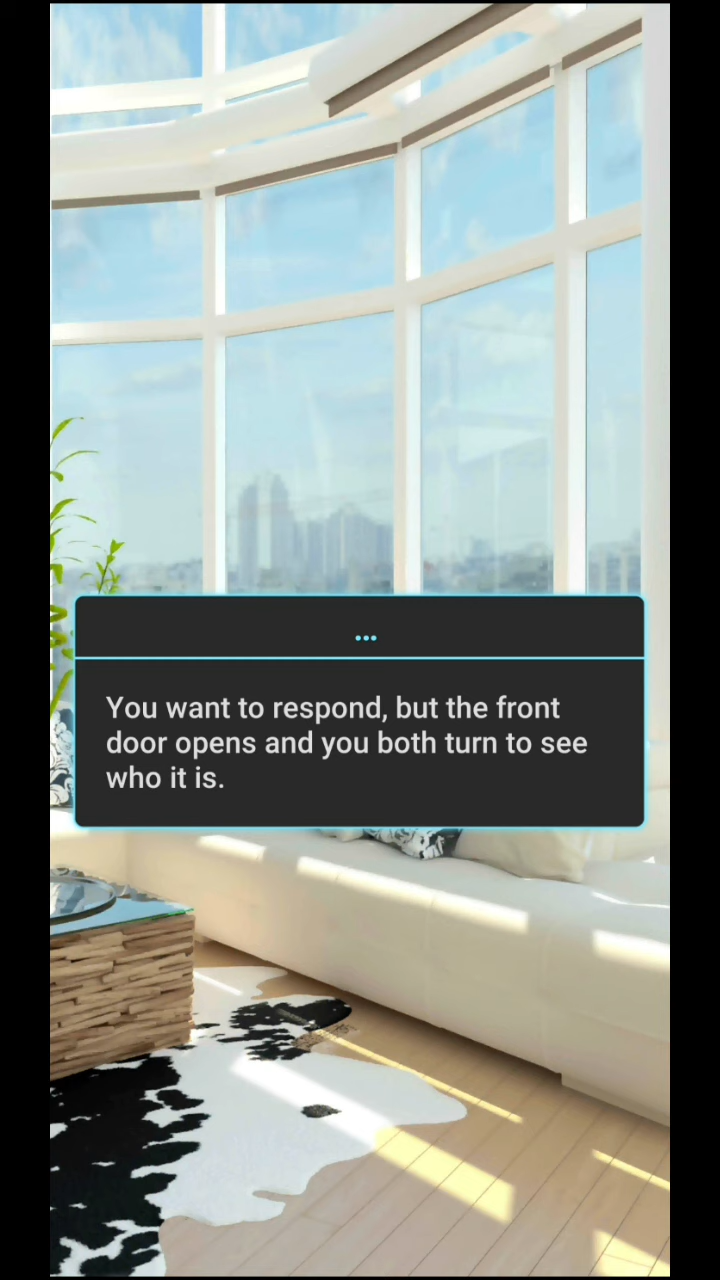 ...
You want to respond, but the front
door opens and you both turn to see
who it is.